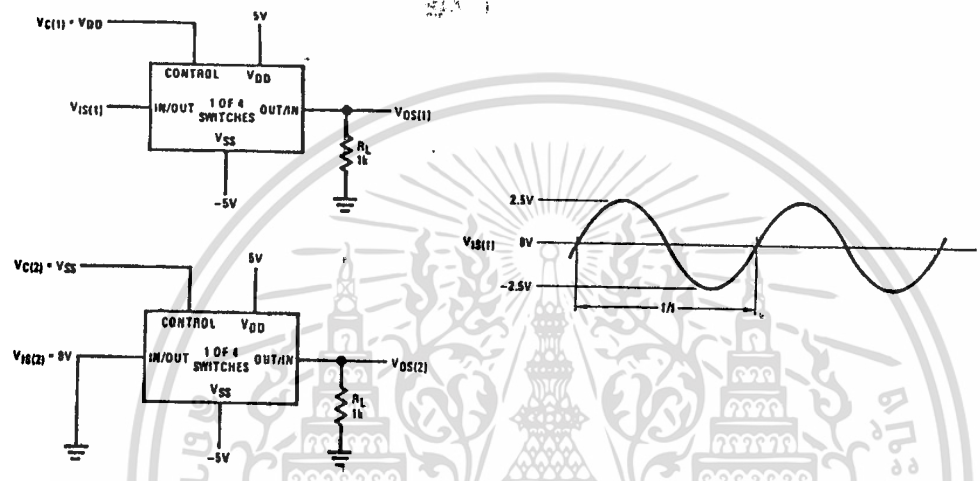 VC(1) = VDD
5V
CONTROL VDD
VIS(1) IN/OUT 1 OF 4 SWITCHES OUT/IN VOS(1)
VSS
RL
1k
-5V
2.5V
VIS(1) 0V
-2.5V
1/f
VC(2) = VSS
5V
CONTROL VDD
VIS(2) = 0V IN/OUT 1 OF 4 SWITCHES OUT/IN VOS(2)
VSS
RL
1k
-5V